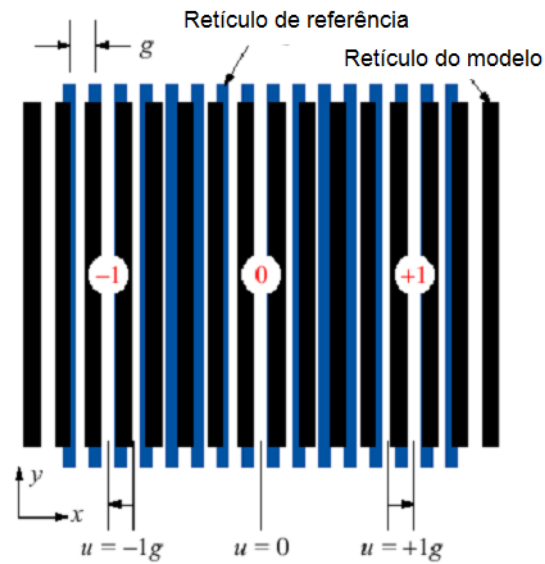 Retículo de referência
g
Retículo do modelo
−1
0
+1
y
x
u = −1g
u = 0
u = +1g